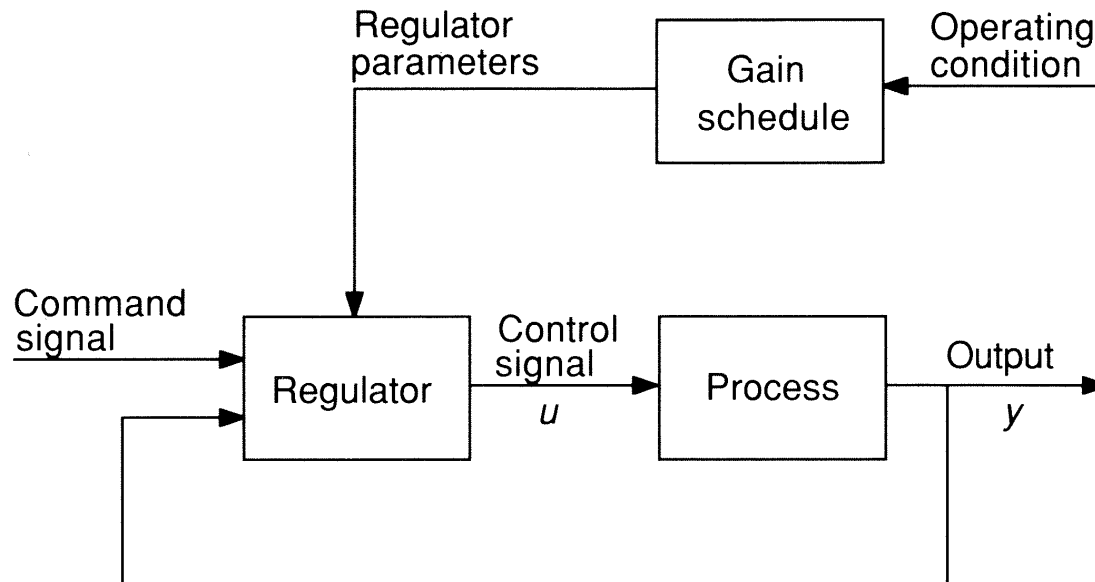 Regulator
parameters
Gain
schedule
Operating
condition
Command
signal
Regulator
Control
signal
u
Process
Output
y